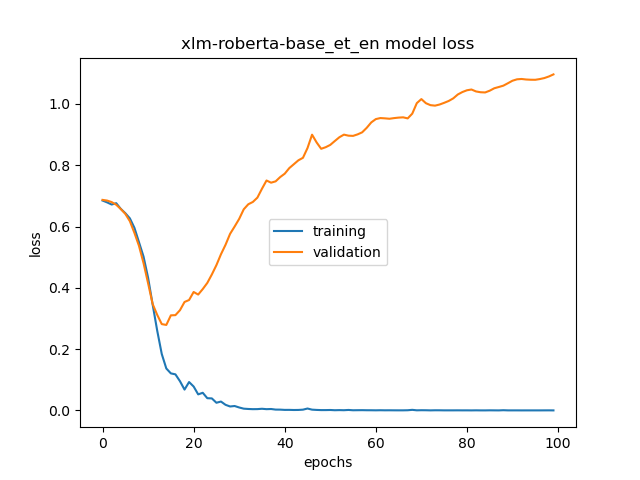 xlm-roberta-base_et_en model loss
loss
1.0
0.8
0.6
0.4
0.2
0.0
training
validation
0 20 40 60 80 100
epochs